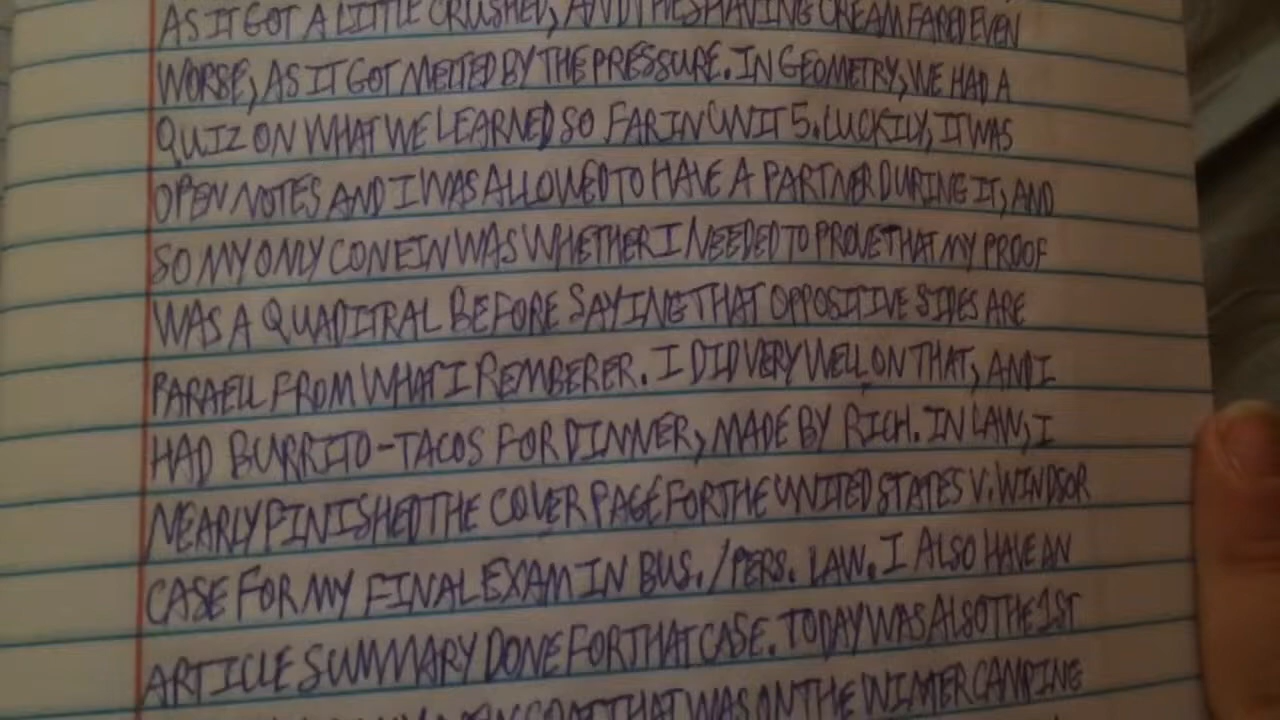 AS IT GOT A LITTLE CRUSHED, AND THE SHAVING CREAM FARED EVEN
WORSE, AS IT GOT MELTED BY THE PRESSURE. IN GEOMETRY, WE HAD A
QUIZ ON WHAT WE LEARNED SO FAR IN UNIT 5. LUCKILY, IT WAS
OPEN NOTES AND I WAS ALLOWED TO HAVE A PARTNER DURING IT, AND
SO MY ONLY CONEIN WAS WHETHER I NEEDED TO PROVE THAT MY PROOF
WAS A QUADITRAL BEFORE SAYING THAT OPPOSITIVE SIDES ARE
PARAELL FROM WHAT I REMBERER. I DID VERY WELL ON THAT, AND I
HAD BURRITO-TACOS FOR DINNER, MADE BY RICH. IN LAW, I
NEARLY FINISHED THE COVER PAGE FOR THE UNITED STATES V. WINDSOR
CASE FOR MY FINAL EXAM IN BUS. / PERS. LAW. I ALSO HAVE AN
ARTICLE SUMMARY DONE FOR THAT CASE. TODAY WAS ALSO THE 1ST
COAT THAT WAS ON THE WINTER CAMPING